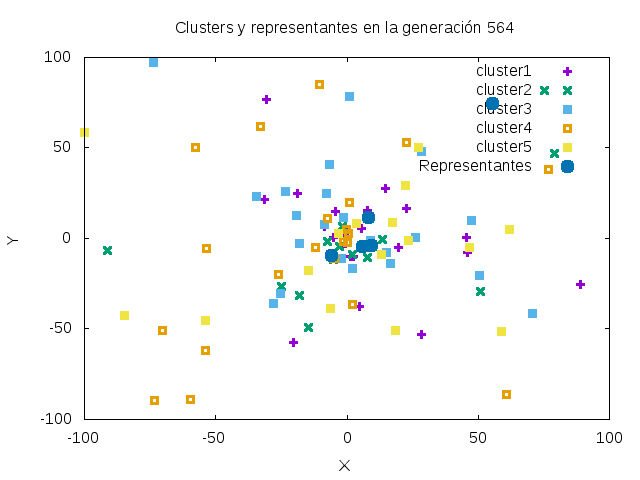 Clusters y representantes en la generación 564
100
50
0
-50
-100
-100
-50
0
50
100
Y
X
cluster1
cluster2
cluster3
cluster4
cluster5
Representantes